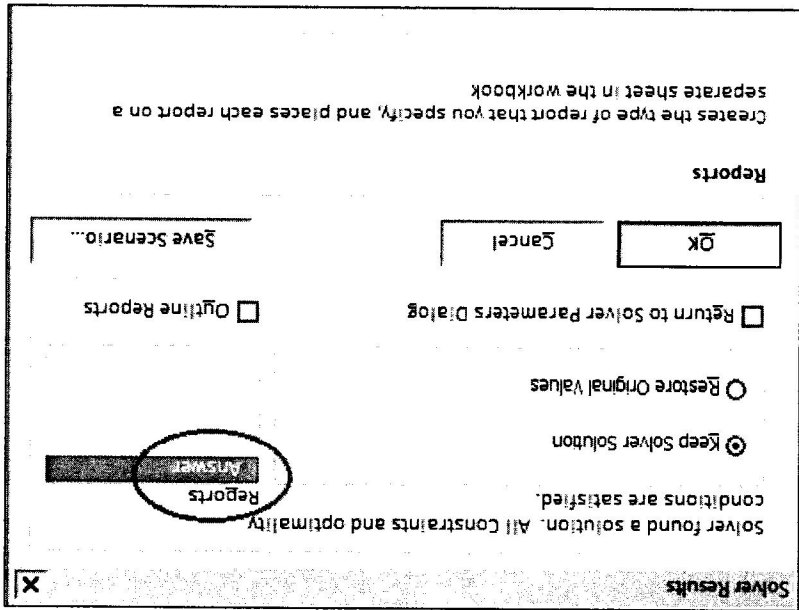 Solver Results
Solver found a solution. All Constraints and optimality
conditions are satisfied.
Reports
Answer
Keep Solver Solution
Restore Original Values
Return to Solver Parameters Dialog
Outline Reports
OK
Cancel
Save Scenario...
Reports
Creates the type of report that you specify, and places each report on a
separate sheet in the workbook